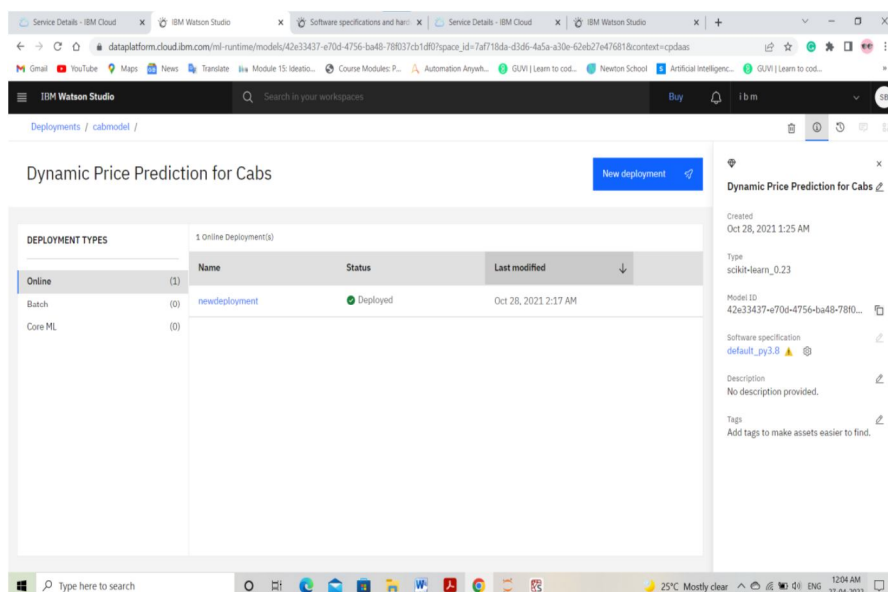 Service Details - IBM Cloud
IBM Watson Studio
Software specifications and hard
Service Details - IBM Cloud
IBM Watson Studio
dataplatform.cloud.ibm.com/ml-runtime/models/42e33437-e70d-4756-ba48-78f037cb1df0?space_id=7af718da-d3d6-4a5a-a30e-62eb27e47681&context=cpdaas
Gmail YouTube Maps News Translate Module 15: Ideatio... Course Modules: P... Automation Anywh... GUVI | Learn to cod... Newton School Artificial Intelligenc... GUVI | Learn to cod...
IBM Watson Studio
Search in your workspaces
Buy
ibm
SB
Deployments / cabmodel /
Dynamic Price Prediction for Cabs
New deployment
DEPLOYMENT TYPES
Online (1)
Batch (0)
Core ML (0)
1 Online Deployment(s)
Name Status Last modified
newdeployment Deployed Oct 28, 2021 2:17 AM
Dynamic Price Prediction for Cabs
Created
Oct 28, 2021 1:25 AM
Type
scikit-learn_0.23
Model ID
42e33437-e70d-4756-ba48-78f0...
Software specification
default_py3.8
Description
No description provided.
Tags
Add tags to make assets easier to find.
Type here to search
25°C Mostly clear
ENG
12:04 AM